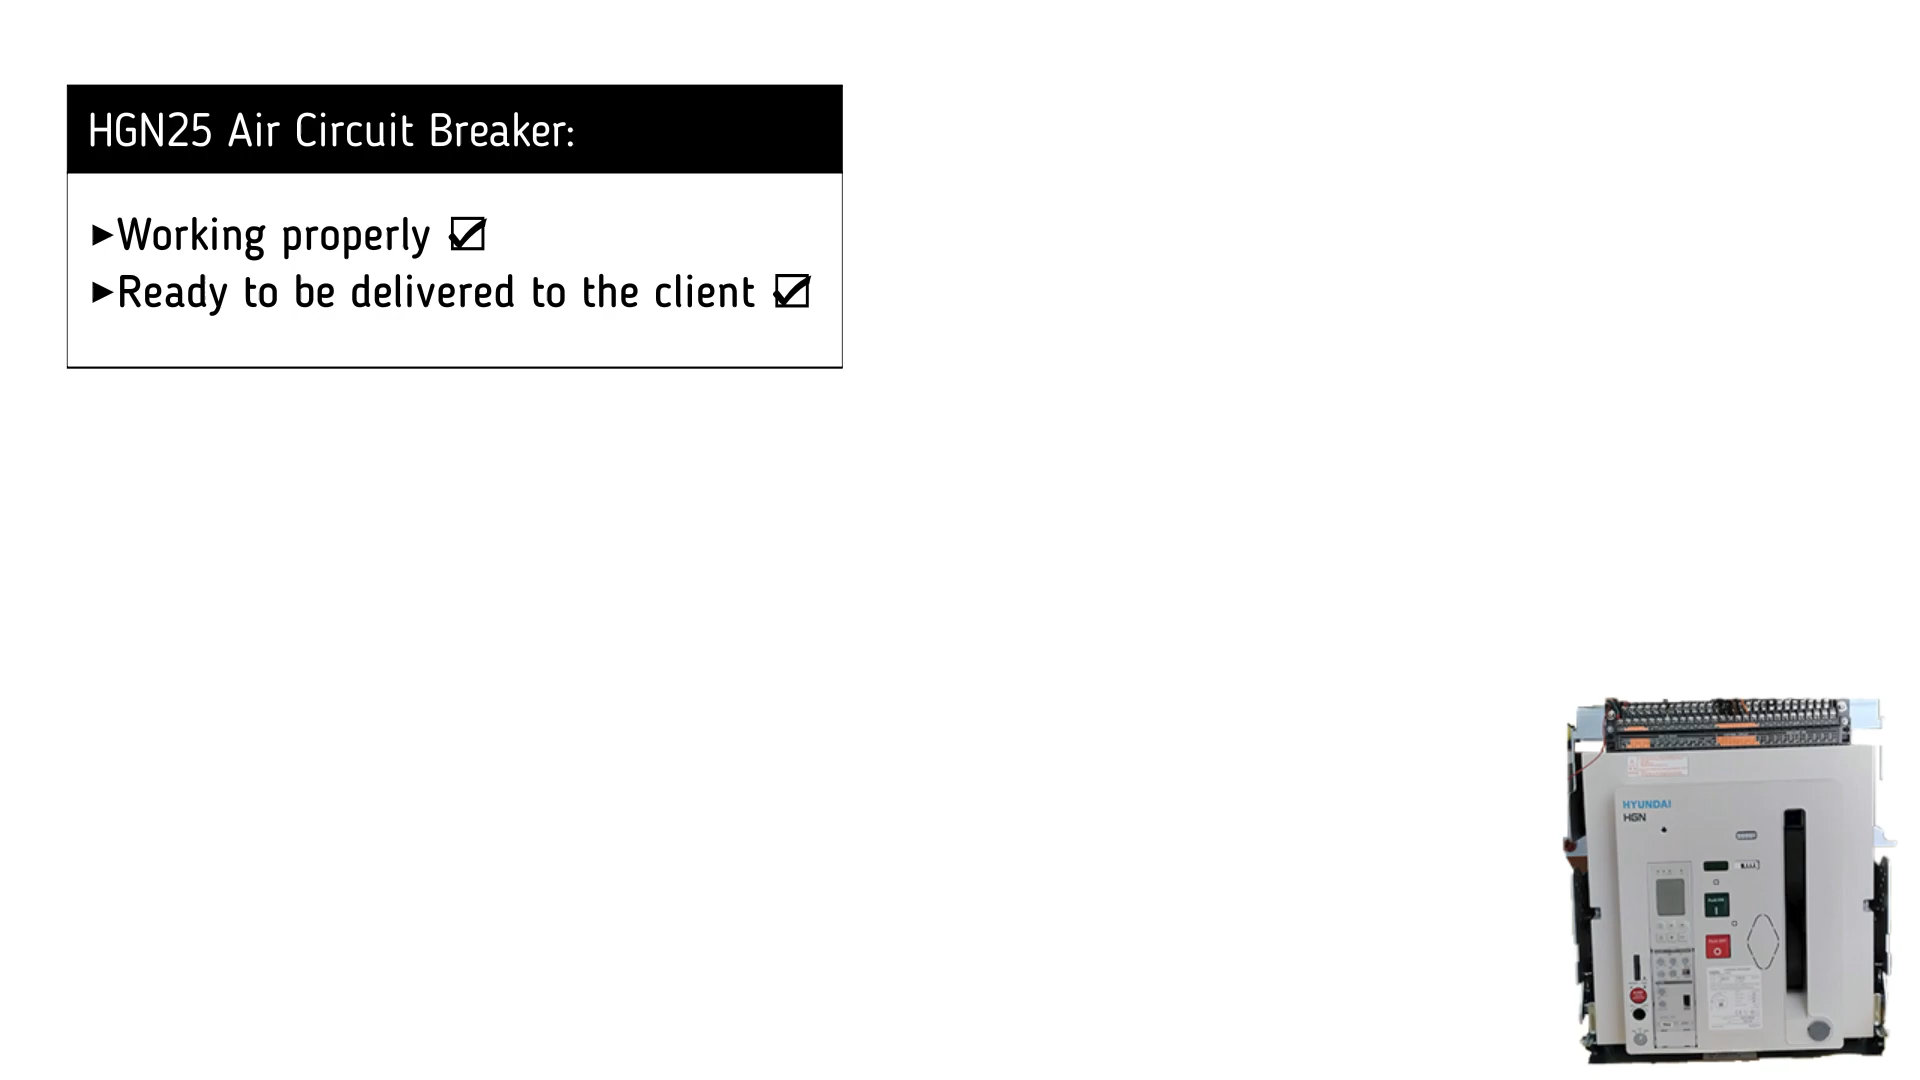 HGN25 Air Circuit Breaker:
►Working properly ☑
►Ready to be delivered to the client ☑
HYUNDAI
HGN